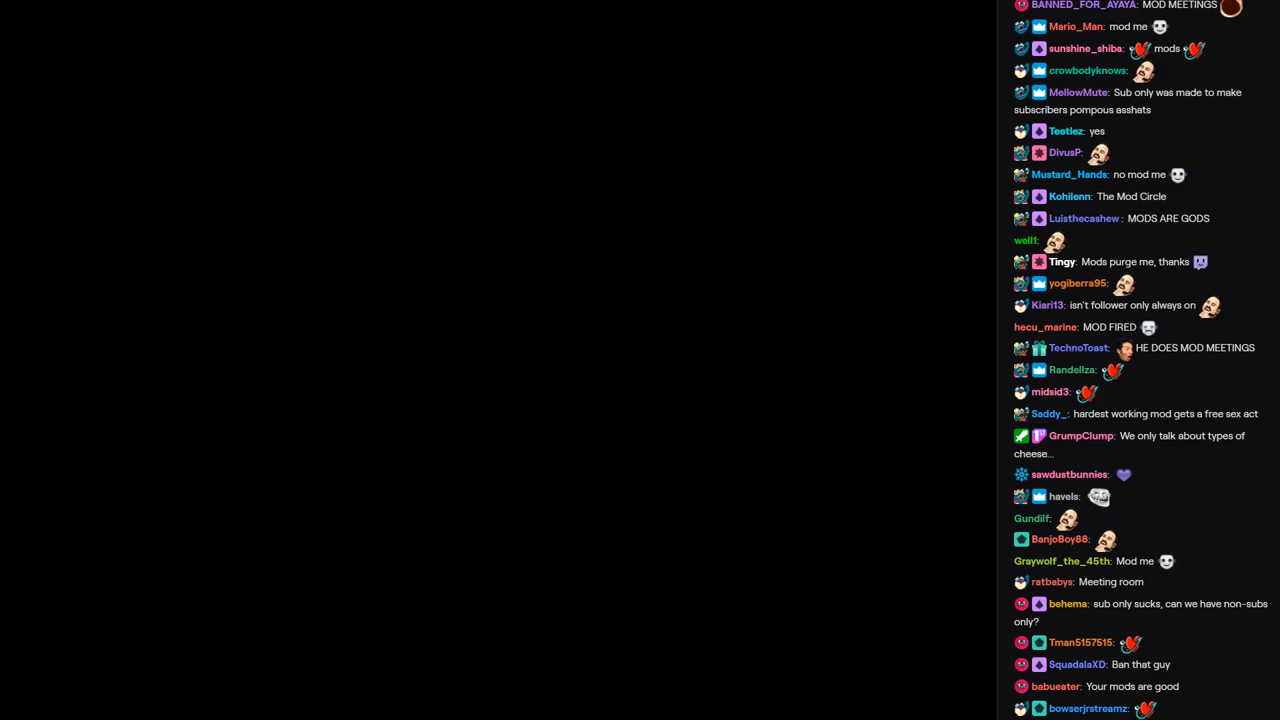 BANNED_FOR_AYAYA: MOD MEETINGS
Mario_Man: mod me
sunshine_shiba: mods
crowbodyknows:
MellowMute: Sub only was made to make
subscribers pompous asshats
Teetlez: yes
DivusP:
Mustard_Hands: no mod me
Kohilenn: The Mod Circle
Luisthecashew : MODS ARE GODS
well1:
Tingy: Mods purge me, thanks
yogiberra95:
Kiari13: isn't follower only always on
hecu_marine: MOD FIRED
TechnoToast: HE DOES MOD MEETINGS
Randellza:
midsid3:
Saddy_: hardest working mod gets a free sex act
GrumpClump: We only talk about types of
cheese...
sawdustbunnies:
havels:
Gundilf:
BanjoBoy88:
Graywolf_the_45th: Mod me
ratbabys: Meeting room
behema: sub only sucks, can we have non-subs
only?
Tman5157515:
SquadalaXD: Ban that guy
babueater: Your mods are good
bowserjrstreamz: